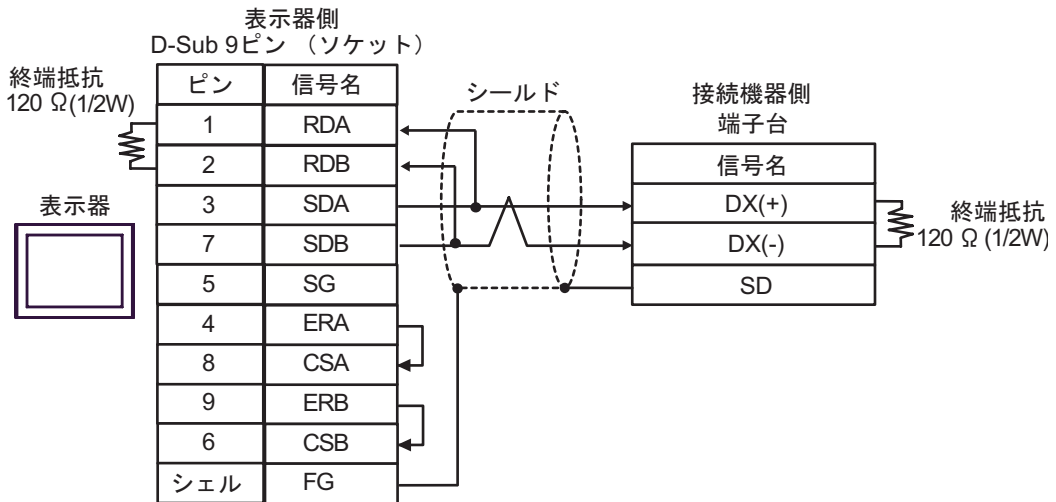 表示器側
D-Sub 9ピン （ソケット）
終端抵抗
120 Ω(1/2W)
ピン 信号名
1 RDA
2 RDB
3 SDA
7 SDB
5 SG
4 ERA
8 CSA
9 ERB
6 CSB
シェル FG
表示器
シールド
接続機器側
端子台
信号名
DX(+)
DX(-)
SD
終端抵抗
120 Ω (1/2W)